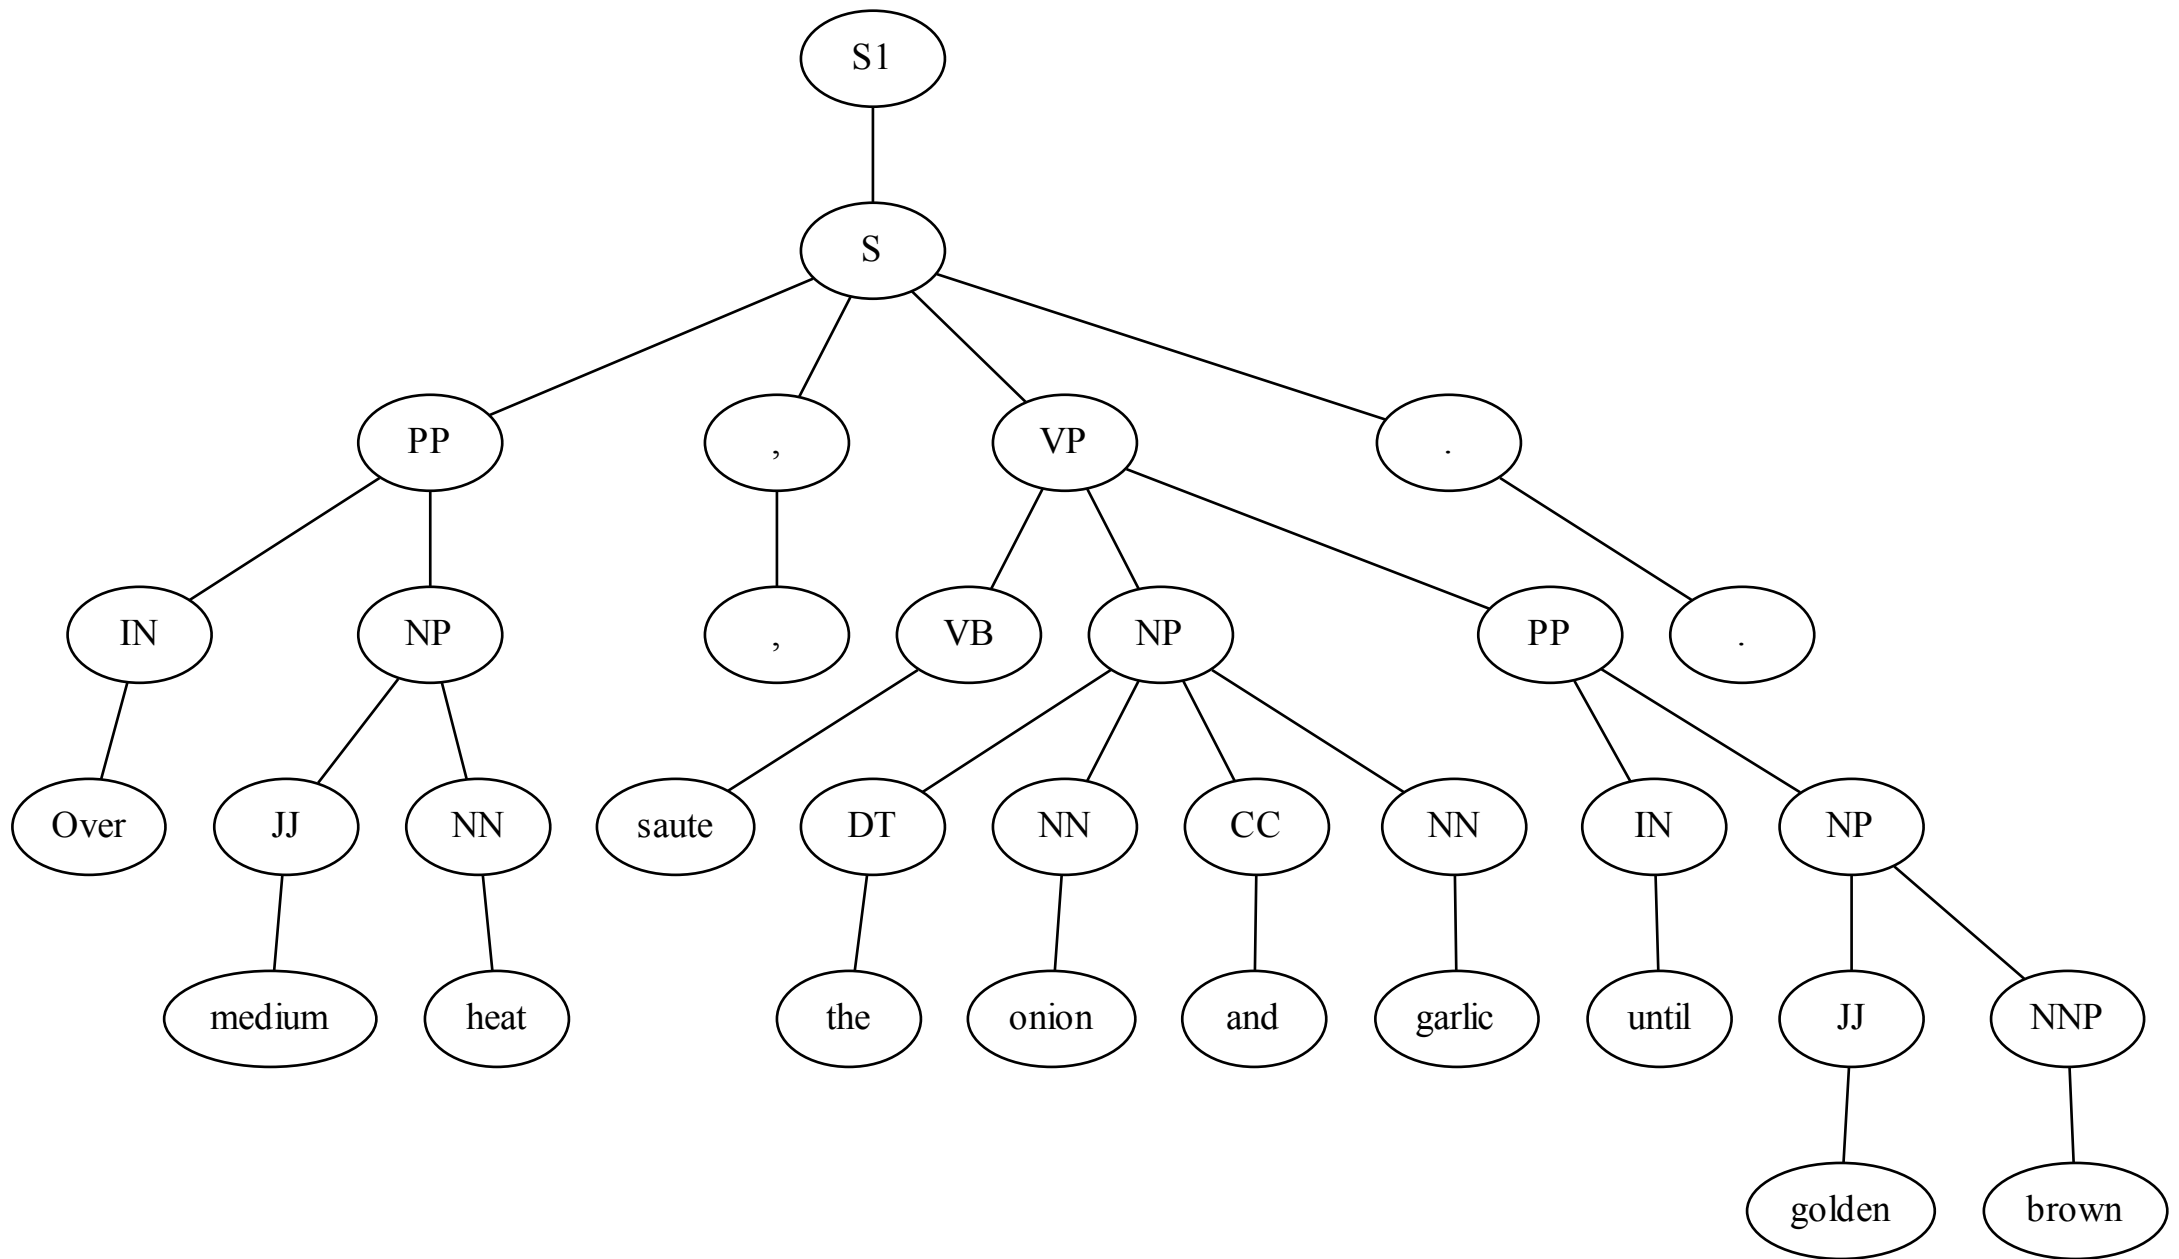 S1
S
PP , VP .
IN NP , VB NP PP .
Over JJ NN saute DT NN CC NN IN NP
medium heat the onion and garlic until JJ NNP
golden brown